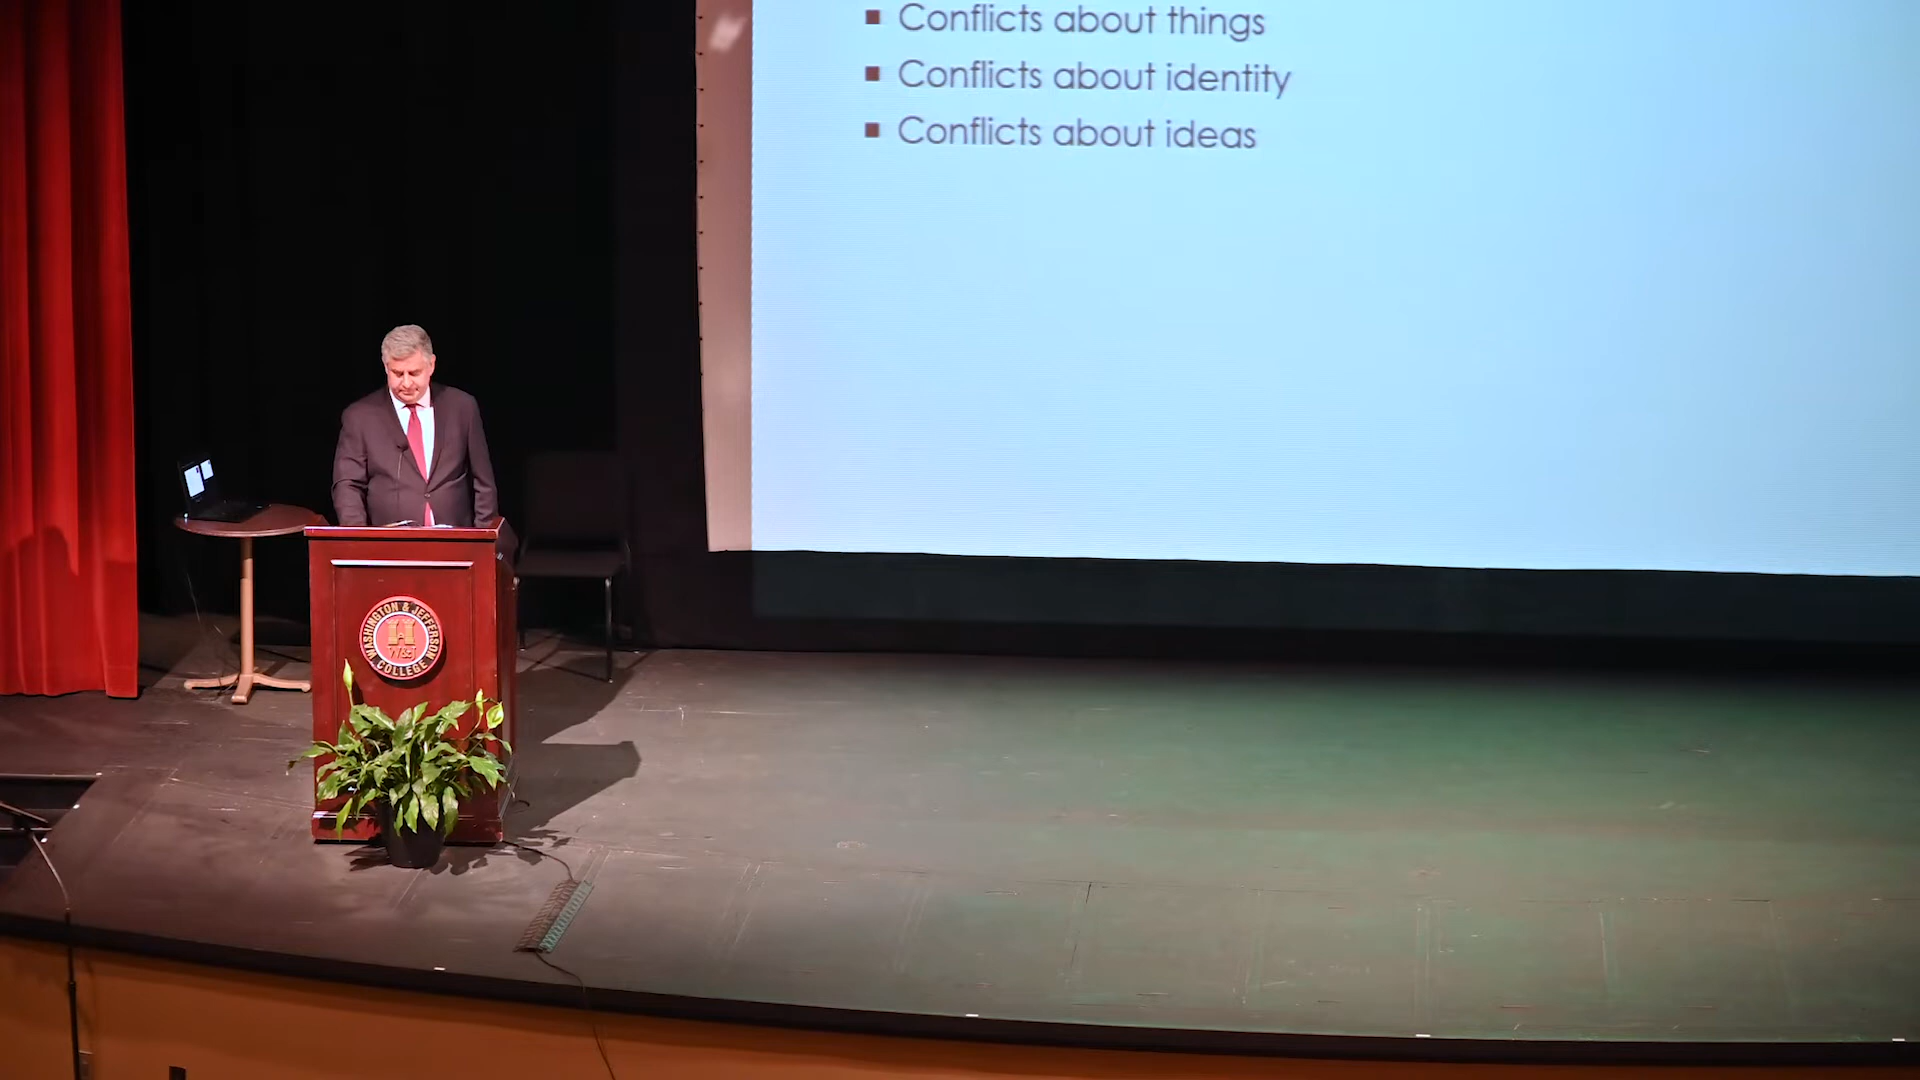 Conflicts about things
Conflicts about identity
Conflicts about ideas
WASHINGTON & JEFFERSON
W&J
COLLEGE